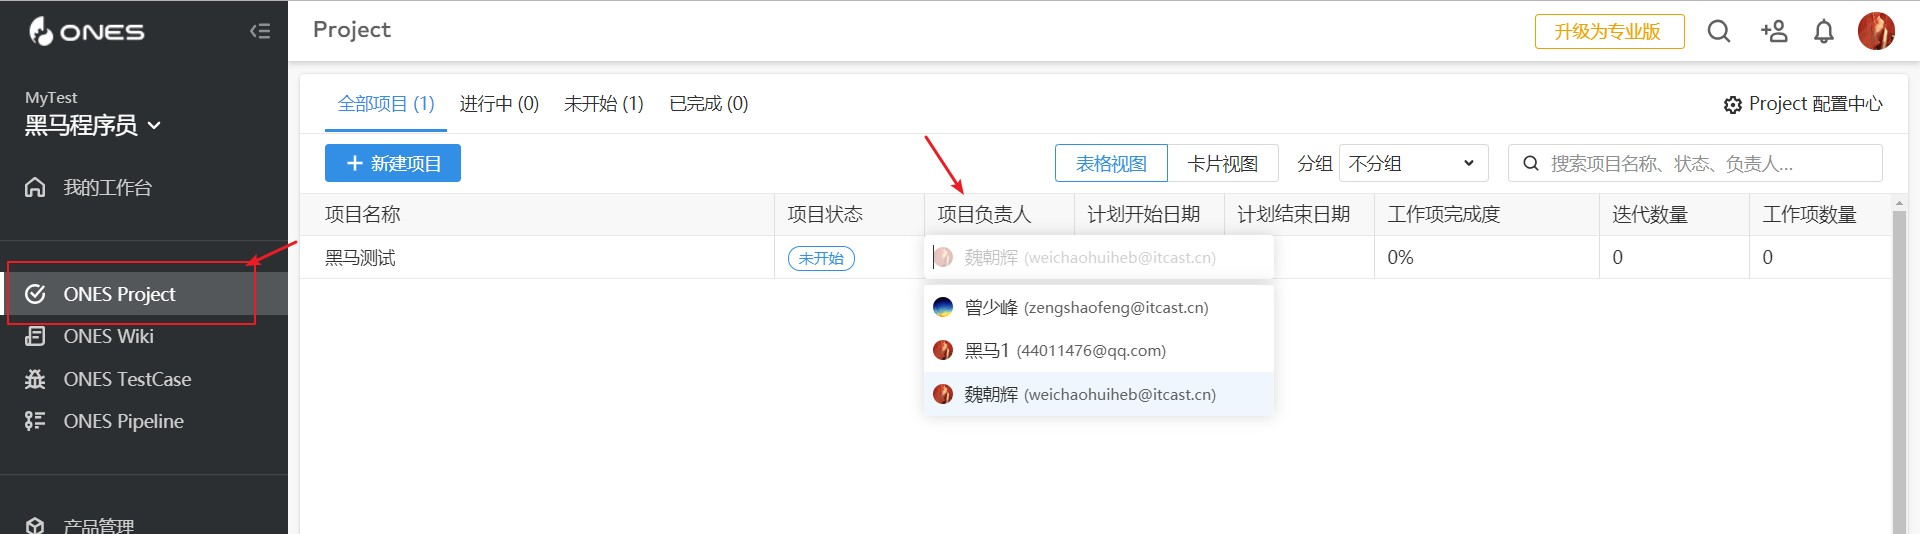 ONES
Project
升级为专业版
MyTest
黑马程序员
我的工作台
ONES Project
ONES Wiki
ONES TestCase
ONES Pipeline
产品管理
全部项目 (1)
进行中 (0)
未开始 (1)
已完成 (0)
Project 配置中心
新建项目
表格视图
卡片视图
分组
不分组
搜索项目名称、状态、负责人...
项目名称
项目状态
项目负责人
计划开始日期
计划结束日期
工作项完成度
迭代数量
工作项数量
黑马测试
未开始
魏朝辉 (weichaohuiheb@itcast.cn)
0%
0
0
曾少峰 (zengshaofeng@itcast.cn)
黑马1 (44011476@qq.com)
魏朝辉 (weichaohuiheb@itcast.cn)